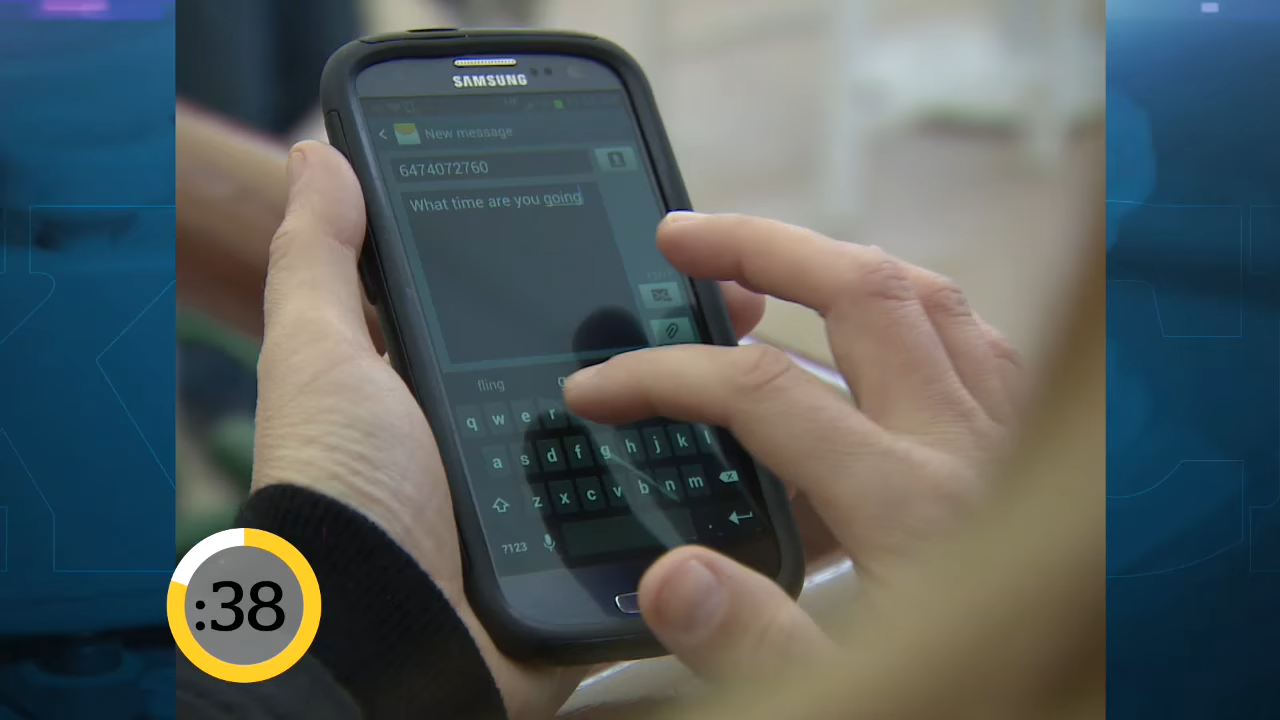 SAMSUNG
New message
6474072760
What time are you going
fling
q w e r
a s d f g h j k l
z x c v b n m
?123 .
:38